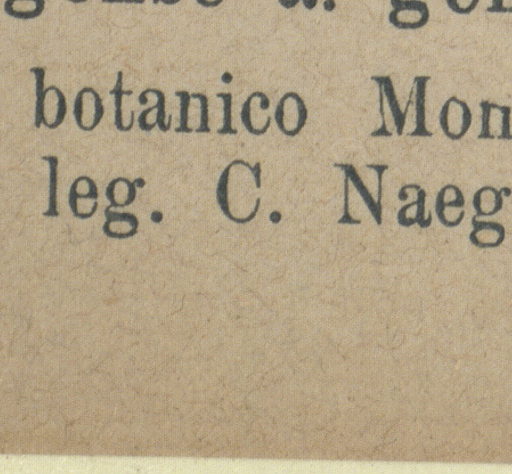 botanico Mon
leg. C. Naeg